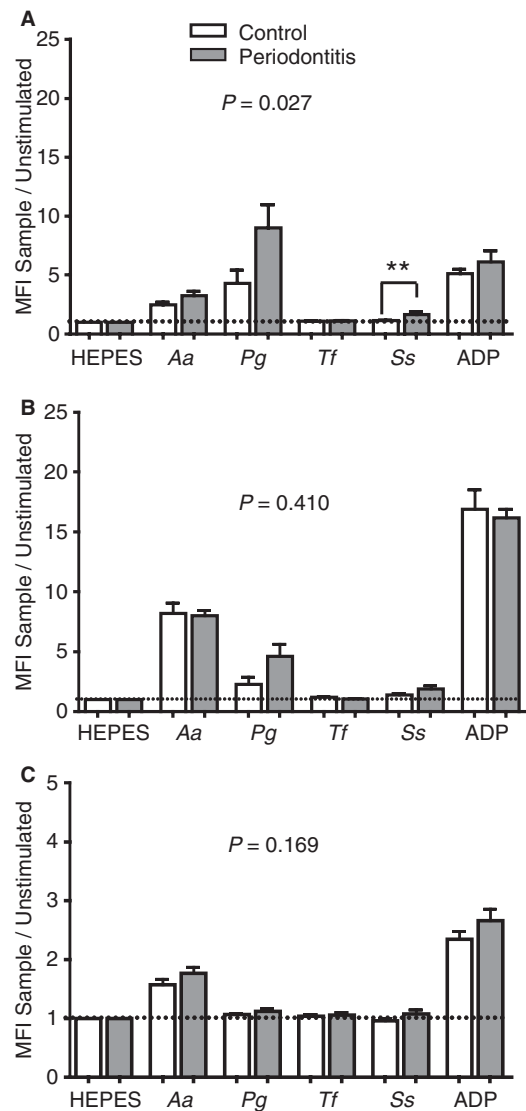 A
Control
Periodontitis
P = 0.027
**
MFI Sample / Unstimulated
25
20
15
10
5
0
HEPES Aa Pg Tf Ss ADP
B
P = 0.410
MFI Sample / Unstimulated
25
20
15
10
5
0
HEPES Aa Pg Tf Ss ADP
C
P = 0.169
MFI Sample / Unstimulated
5
4
3
2
1
0
HEPES Aa Pg Tf Ss ADP